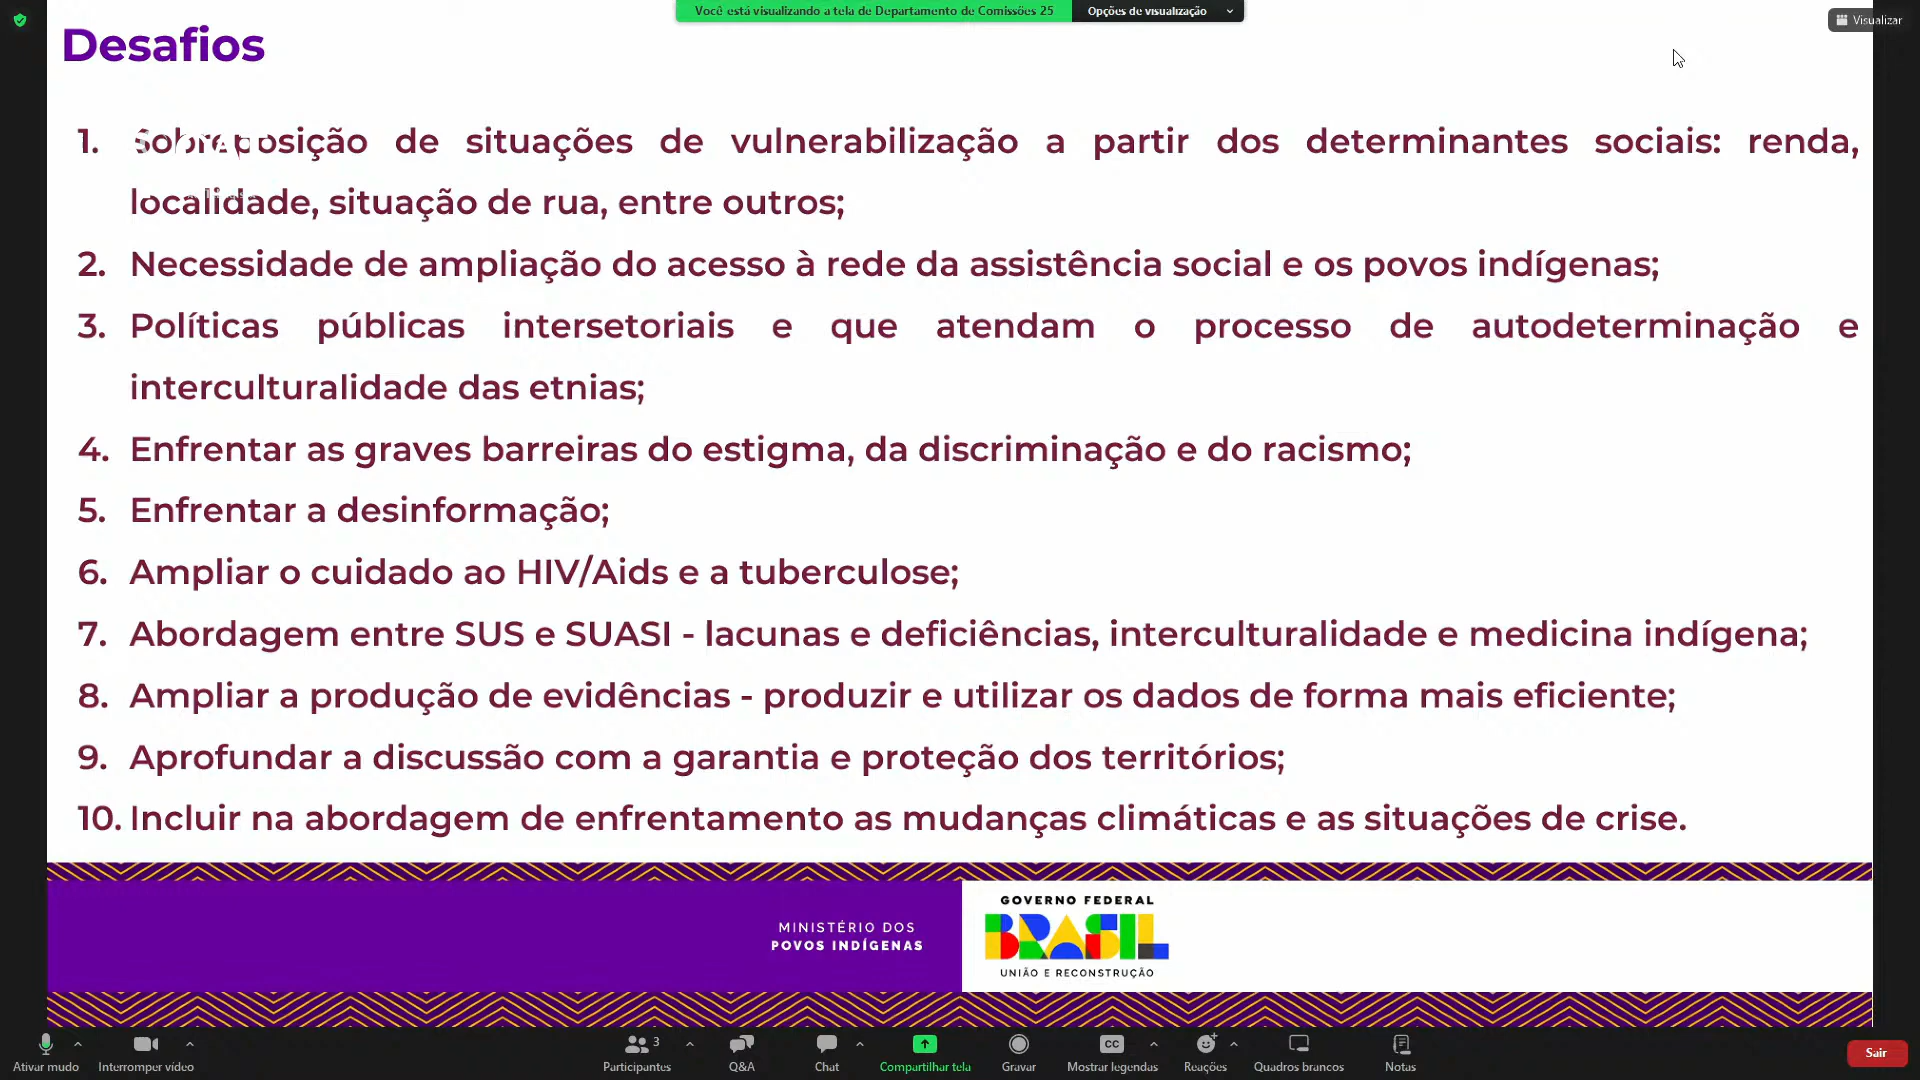 Você está visualizando a tela de Departamento de Comissões 25
Opções de visualização
Visualizar
Desafios
1. Sobreposição de situações de vulnerabilização a partir dos determinantes sociais: renda,
localidade, situação de rua, entre outros;
2. Necessidade de ampliação do acesso à rede da assistência social e os povos indígenas;
3. Políticas públicas intersetoriais e que atendam o processo de autodeterminação e
interculturalidade das etnias;
4. Enfrentar as graves barreiras do estigma, da discriminação e do racismo;
5. Enfrentar a desinformação;
6. Ampliar o cuidado ao HIV/Aids e a tuberculose;
7. Abordagem entre SUS e SUASI - lacunas e deficiências, interculturalidade e medicina indígena;
8. Ampliar a produção de evidências - produzir e utilizar os dados de forma mais eficiente;
9. Aprofundar a discussão com a garantia e proteção dos territórios;
10. Incluir na abordagem de enfrentamento as mudanças climáticas e as situações de crise.
MINISTÉRIO DOS
POVOS INDÍGENAS
GOVERNO FEDERAL
BRASIL
UNIÃO E RECONSTRUÇÃO
Ativar mudo
Interromper vídeo
3
Participantes
Q&A
Chat
Compartilhar tela
Gravar
CC
Mostrar legendas
Reações
Quadros brancos
Notas
Sair